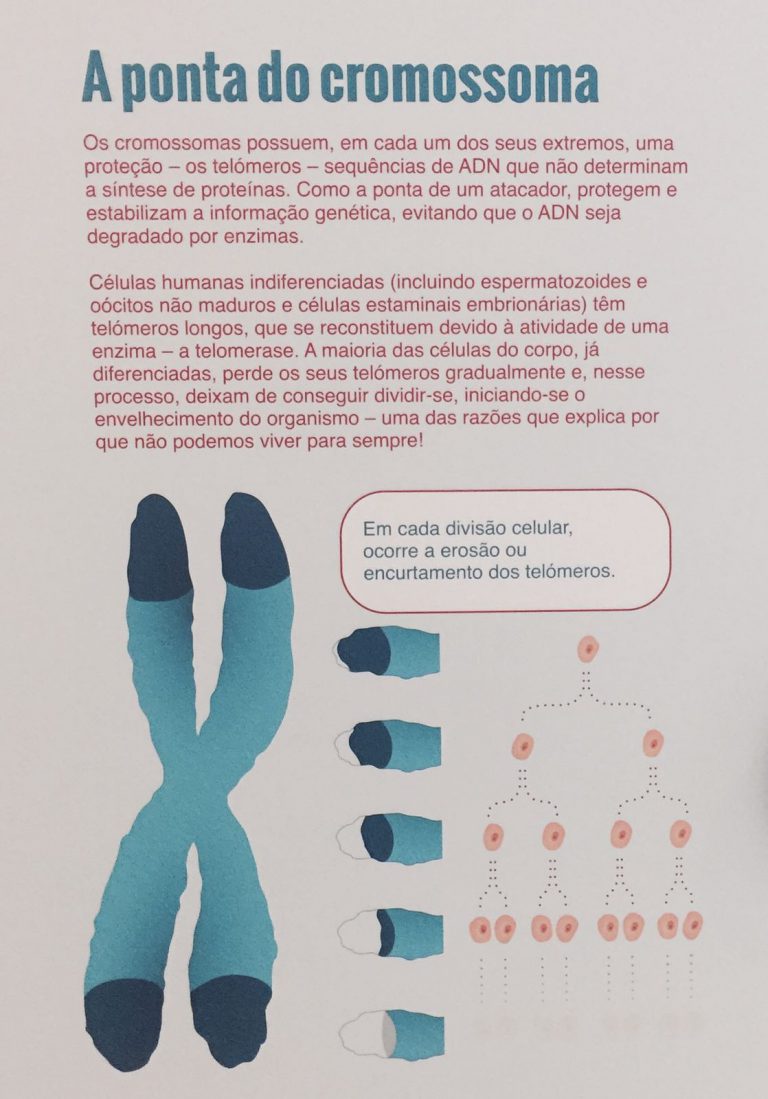 A ponta do cromossoma
Os cromossomas possuem, em cada um dos seus extremos, uma
proteção – os telómeros – sequências de ADN que não determinam
a síntese de proteínas. Como a ponta de um atacador, protegem e
estabilizam a informação genética, evitando que o ADN seja
degradado por enzimas.
Células humanas indiferenciadas (incluindo espermatozoides e
oócitos não maduros e células estaminais embrionárias) têm
telómeros longos, que se reconstituem devido à atividade de uma
enzima – a telomerase. A maioria das células do corpo, já
diferenciadas, perde os seus telómeros gradualmente e, nesse
processo, deixam de conseguir dividir-se, iniciando-se o
envelhecimento do organismo – uma das razões que explica por
que não podemos viver para sempre!
Em cada divisão celular,
ocorre a erosão ou
encurtamento dos telómeros.